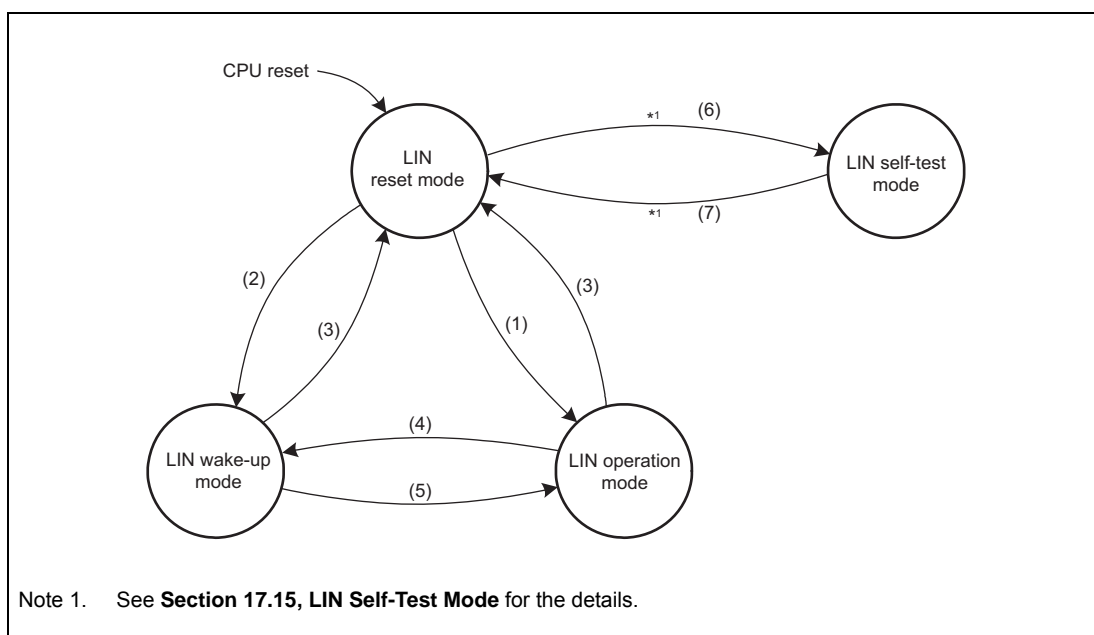 CPU reset
LIN
reset mode
*1 (6)
LIN self-test
mode
*1 (7)
(2)
(3)
(1)
(3)
LIN wake-up
mode
(4)
(5)
LIN operation
mode
Note 1. See Section 17.15, LIN Self-Test Mode for the details.